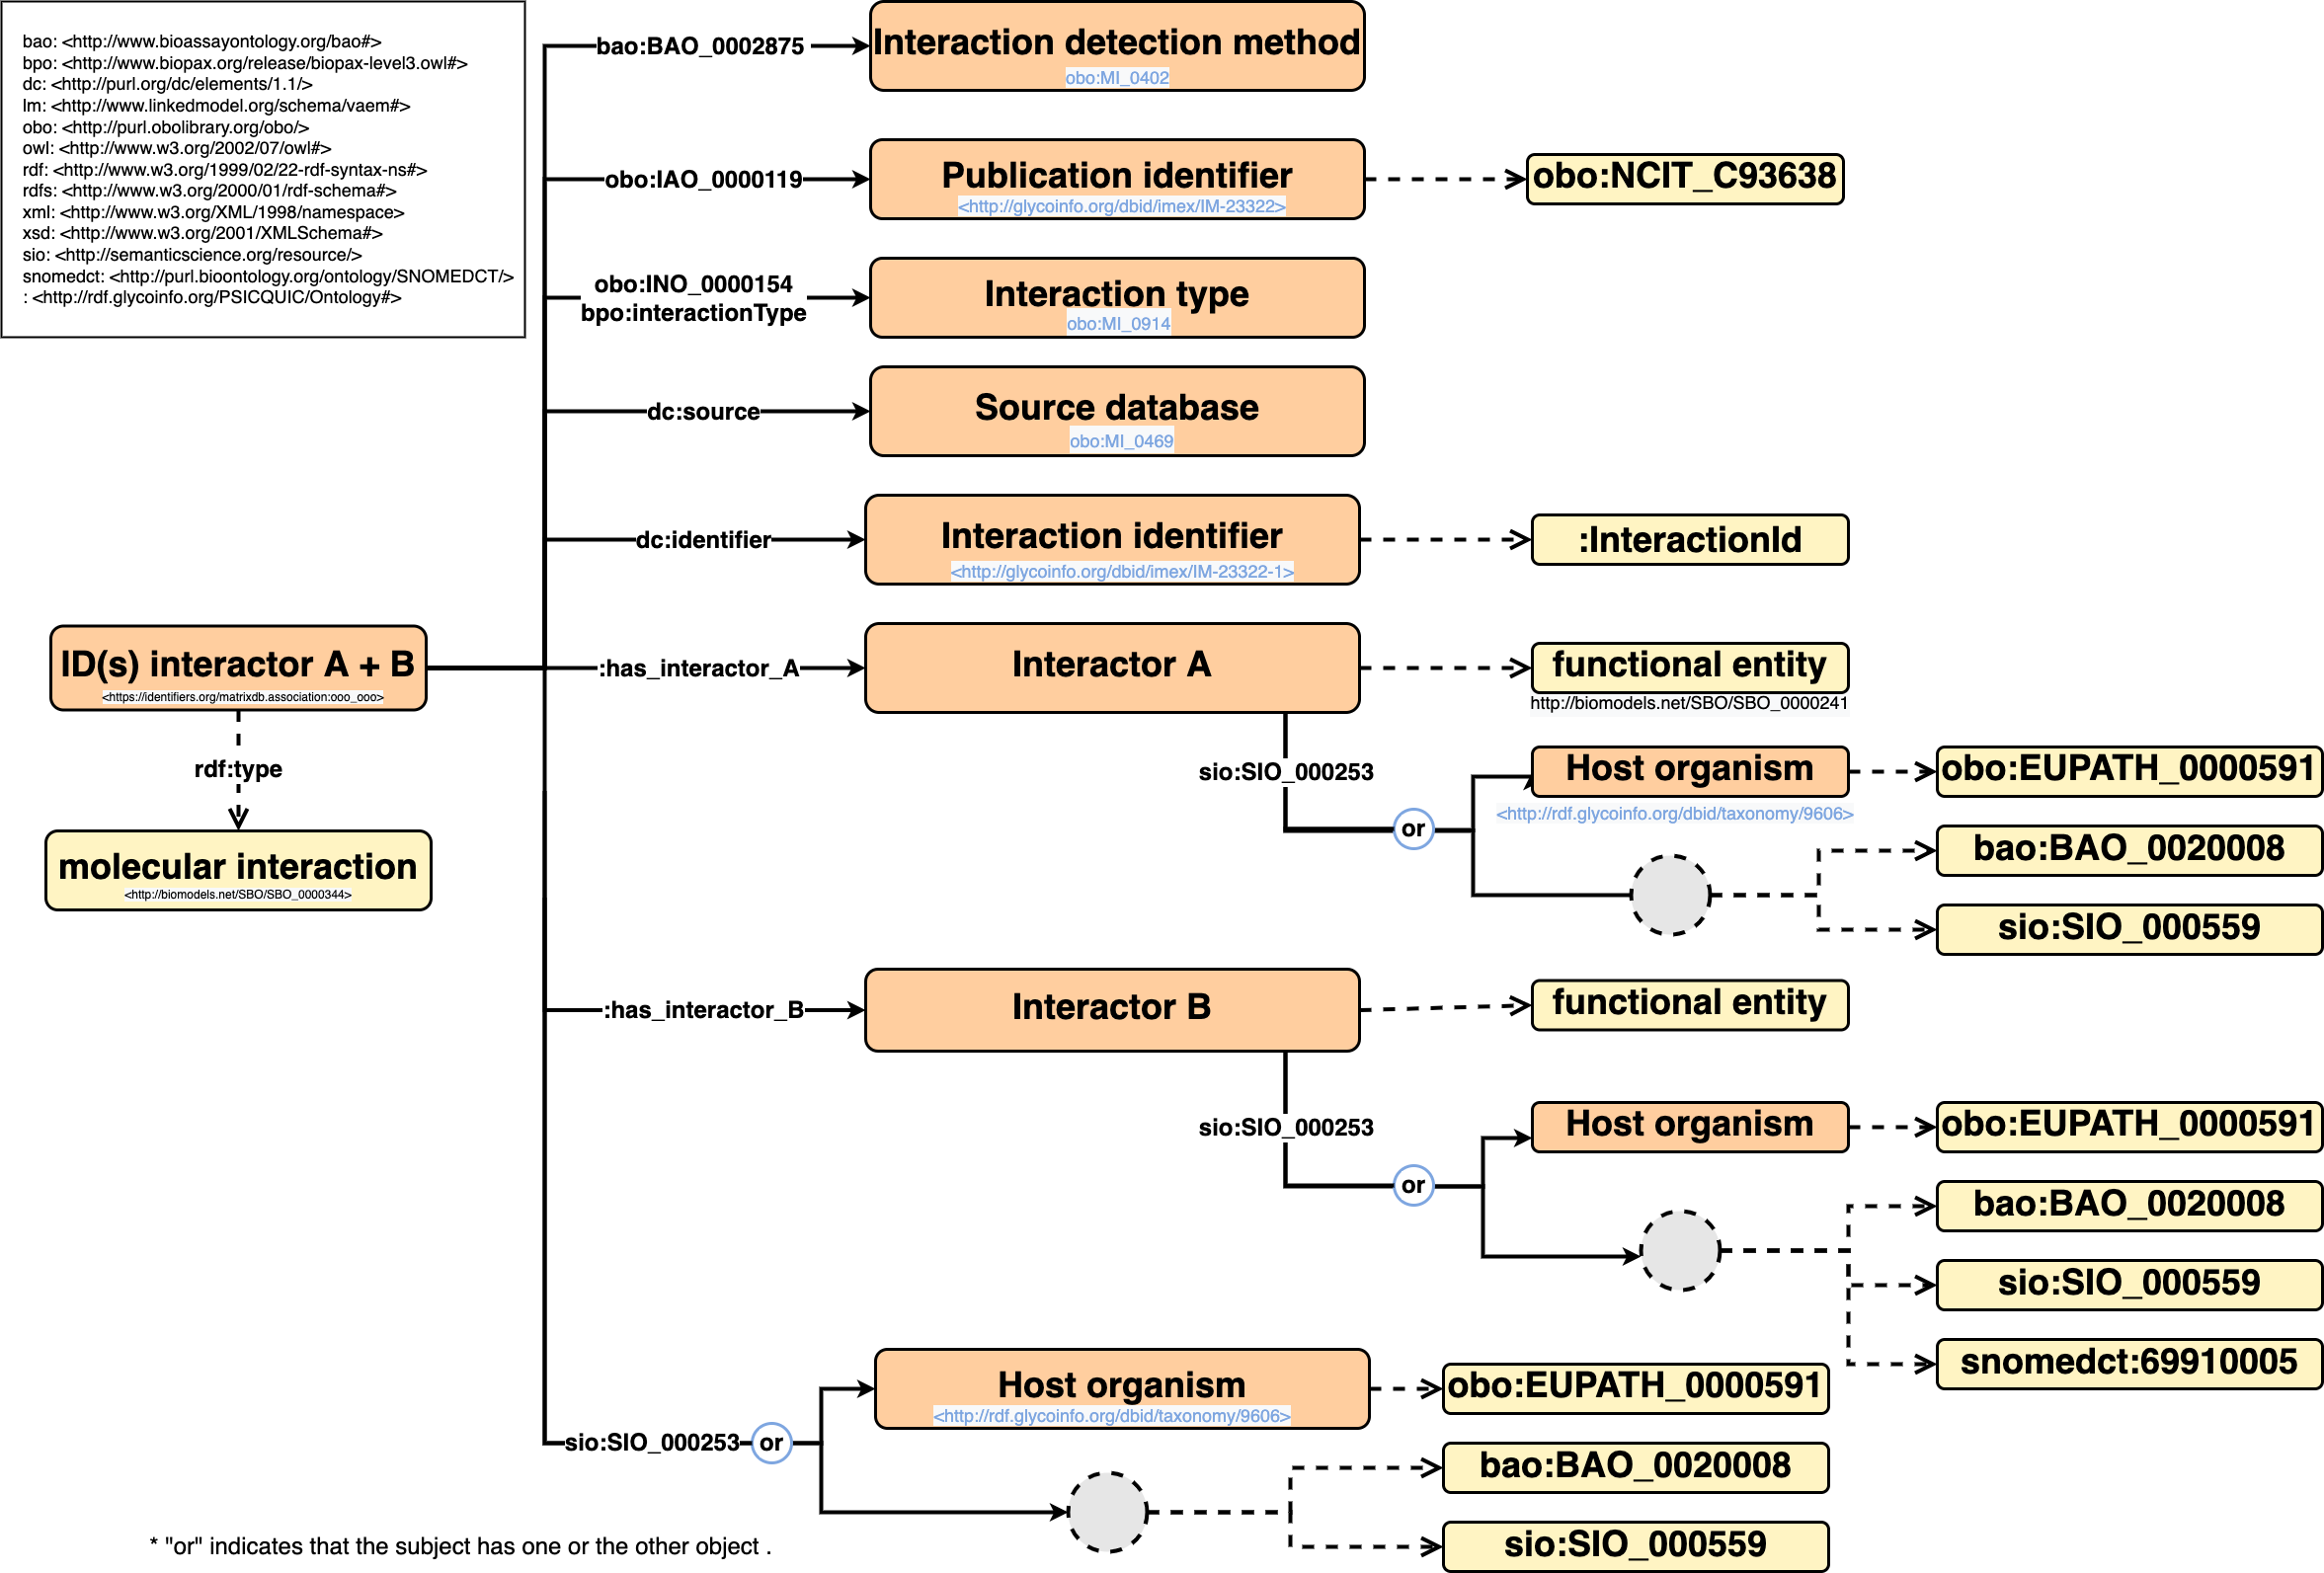 bao: <http://www.bioassayontology.org/bao#>
bpo: <http://www.biopax.org/release/biopax-level3.owl#>
dc: <http://purl.org/dc/elements/1.1/>
lm: <http://www.linkedmodel.org/schema/vaem#>
obo: <http://purl.obolibrary.org/obo/>
owl: <http://www.w3.org/2002/07/owl#>
rdf: <http://www.w3.org/1999/02/22-rdf-syntax-ns#>
rdfs: <http://www.w3.org/2000/01/rdf-schema#>
xml: <http://www.w3.org/XML/1998/namespace>
xsd: <http://www.w3.org/2001/XMLSchema#>
sio: <http://semanticscience.org/resource/>
snomedct: <http://purl.bioontology.org/ontology/SNOMEDCT/>
: <http://rdf.glycoinfo.org/PSICQUIC/Ontology#>
bao:BAO_0002875
Interaction detection method
obo:MI_0402
obo:IAO_0000119
Publication identifier
<http://glycoinfo.org/dbid/imex/IM-23322>
obo:NCIT_C93638
obo:INO_0000154
bpo:interactionType
Interaction type
obo:MI_0914
dc:source
Source database
obo:MI_0469
dc:identifier
Interaction identifier
<http://glycoinfo.org/dbid/imex/IM-23322-1>
:InteractionId
ID(s) interactor A + B
<https://identifiers.org/matrixdb.association:ooo_ooo>
rdf:type
molecular interaction
<http://biomodels.net/SBO/SBO_0000344>
:has_interactor_A
Interactor A
functional entity
http://biomodels.net/SBO/SBO_0000241
sio:SIO_000253
or
Host organism
<http://rdf.glycoinfo.org/dbid/taxonomy/9606>
obo:EUPATH_0000591
bao:BAO_0020008
sio:SIO_000559
:has_interactor_B
Interactor B
functional entity
sio:SIO_000253
or
Host organism
obo:EUPATH_0000591
bao:BAO_0020008
sio:SIO_000559
snomedct:69910005
sio:SIO_000253
or
Host organism
<http://rdf.glycoinfo.org/dbid/taxonomy/9606>
obo:EUPATH_0000591
bao:BAO_0020008
sio:SIO_000559
* "or" indicates that the subject has one or the other object .